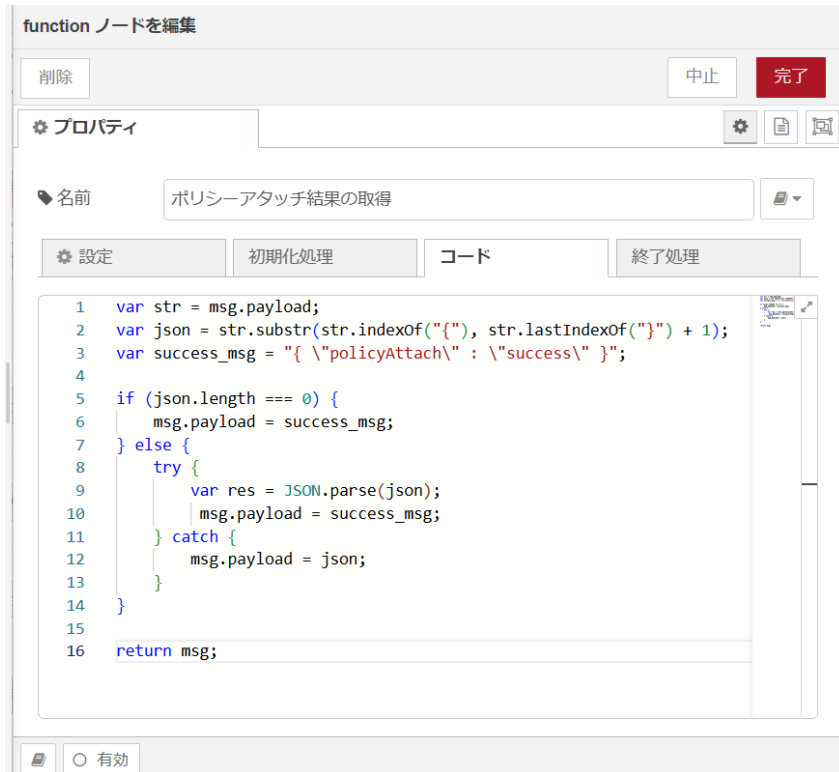 function ノードを編集
削除
中止
完了
プロパティ
名前
ポリシーアタッチ結果の取得
設定
初期化処理
コード
終了処理
1 var str = msg.payload;
2 var json = str.substr(str.indexOf("{"), str.lastIndexOf("}") + 1);
3 var success_msg = "{ \"policyAttach\" : \"success\" }";
4
5 if (json.length === 0) {
6 msg.payload = success_msg;
7 } else {
8 try {
9 var res = JSON.parse(json);
10 msg.payload = success_msg;
11 } catch {
12 msg.payload = json;
13 }
14 }
15
16 return msg;
有効